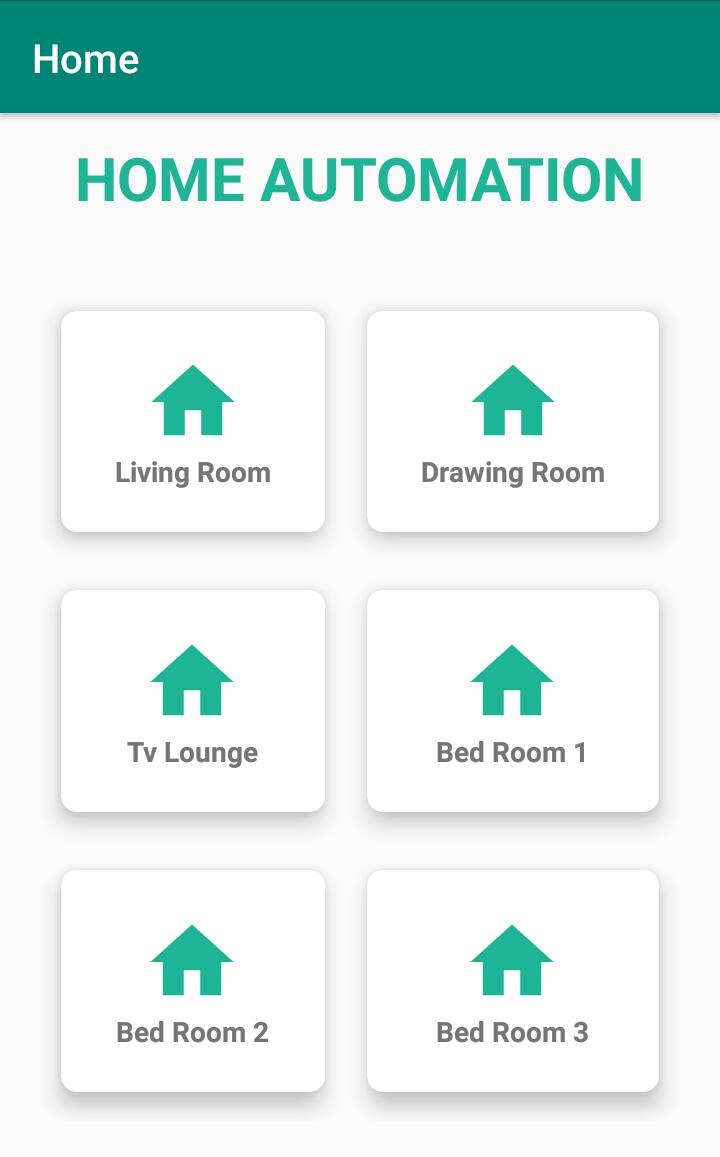 Home
HOME AUTOMATION
Living Room
Drawing Room
Tv Lounge
Bed Room 1
Bed Room 2
Bed Room 3